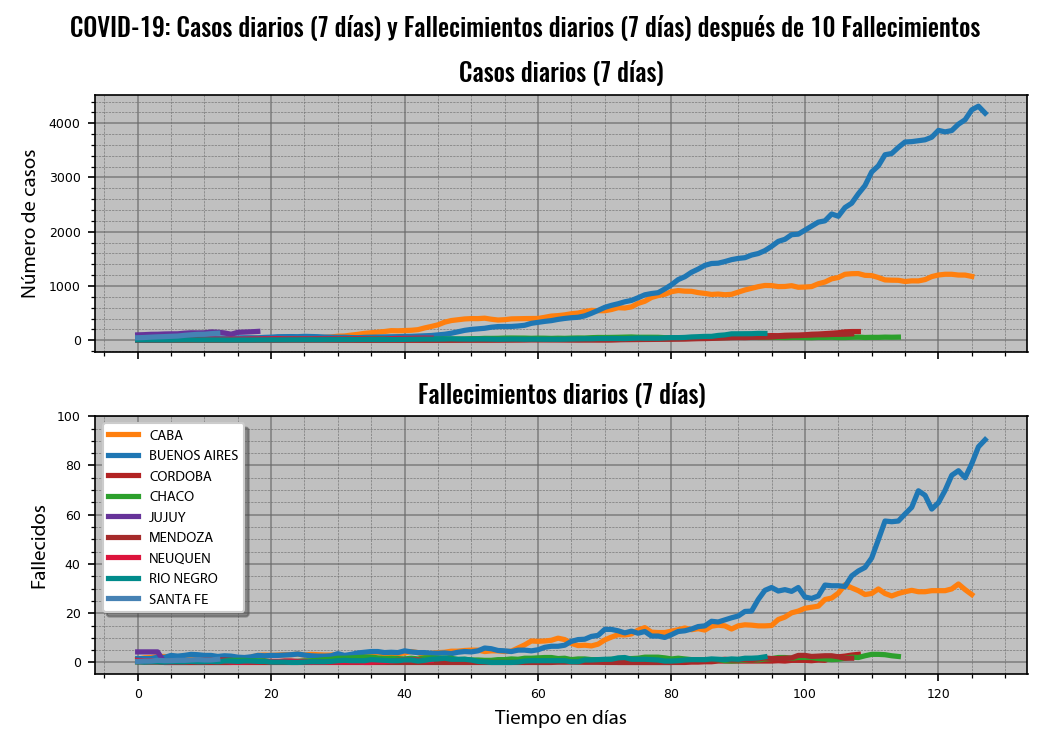 COVID-19: Casos diarios (7 días) y Fallecimientos diarios (7 días) después de 10 Fallecimientos
Casos diarios (7 días)
4000
3000
2000
1000
0
Número de casos
Fallecimientos diarios (7 días)
100
80
60
40
20
0
Fallecidos
CABA
BUENOS AIRES
CORDOBA
CHACO
JUJUY
MENDOZA
NEUQUEN
RIO NEGRO
SANTA FE
0 20 40 60 80 100 120
Tiempo en días